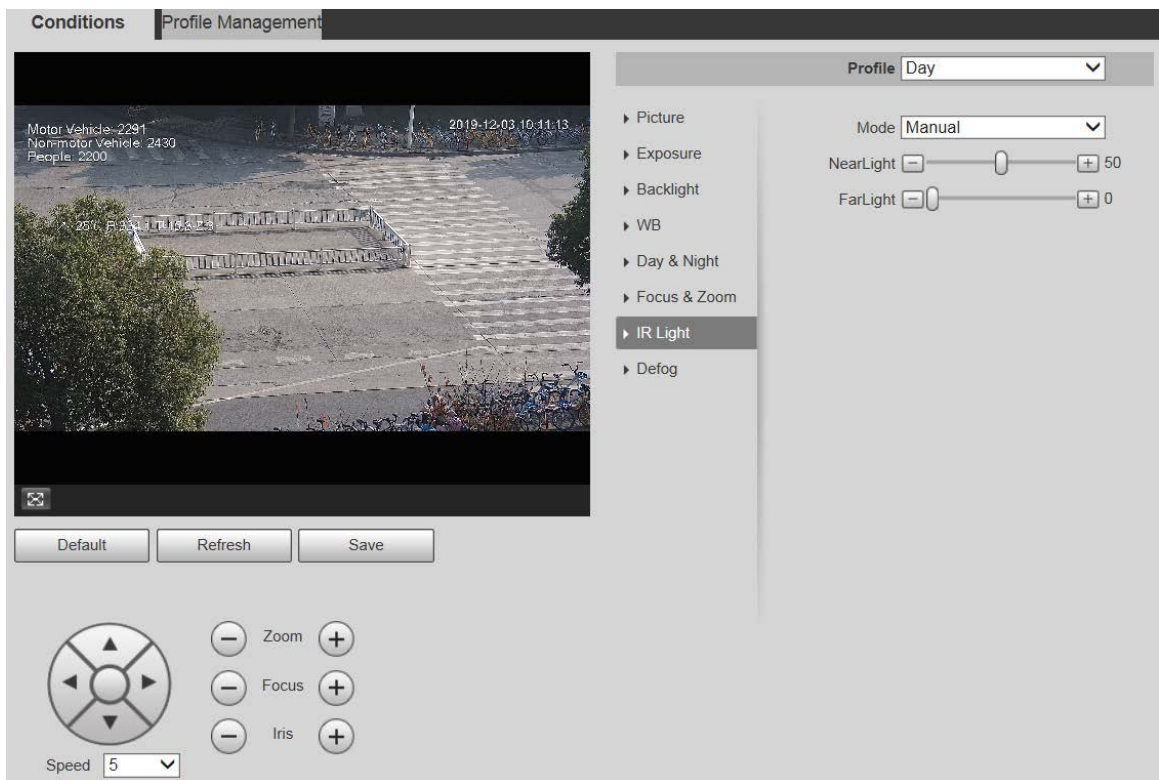 Conditions
Profile Management
Motor Vehicle: 2291
Non-motor Vehicle: 2430
People: 2200
2019-12-03 10:11:13
25℃
Default
Refresh
Save
Zoom
Focus
Iris
Speed 5
Profile Day
Picture
Exposure
Backlight
WB
Day & Night
Focus & Zoom
IR Light
Defog
Mode Manual
NearLight 50
FarLight 0